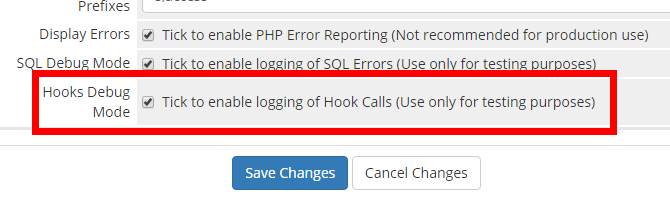 Prefixes
Display Errors Tick to enable PHP Error Reporting (Not recommended for production use)
SQL Debug Mode Tick to enable logging of SQL Errors (Use only for testing purposes)
Hooks Debug
Mode Tick to enable logging of Hook Calls (Use only for testing purposes)
Save Changes Cancel Changes